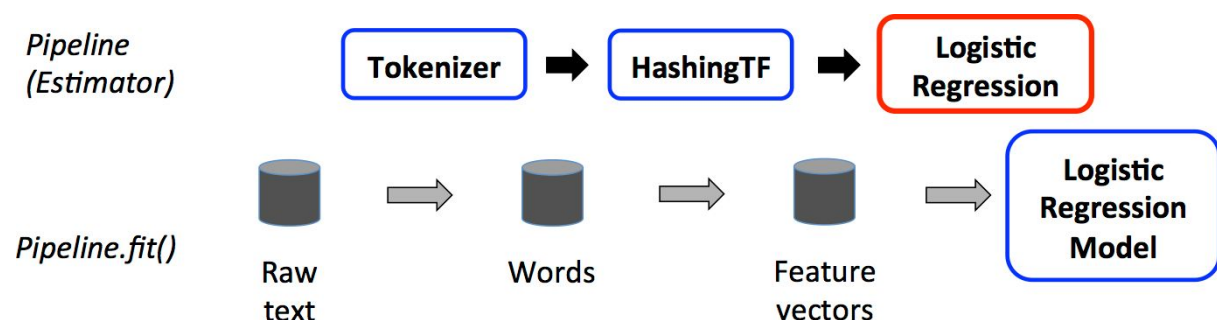 Pipeline
(Estimator)
Tokenizer
HashingTF
Logistic
Regression
Pipeline.fit()
Raw
text
Words
Feature
vectors
Logistic
Regression
Model